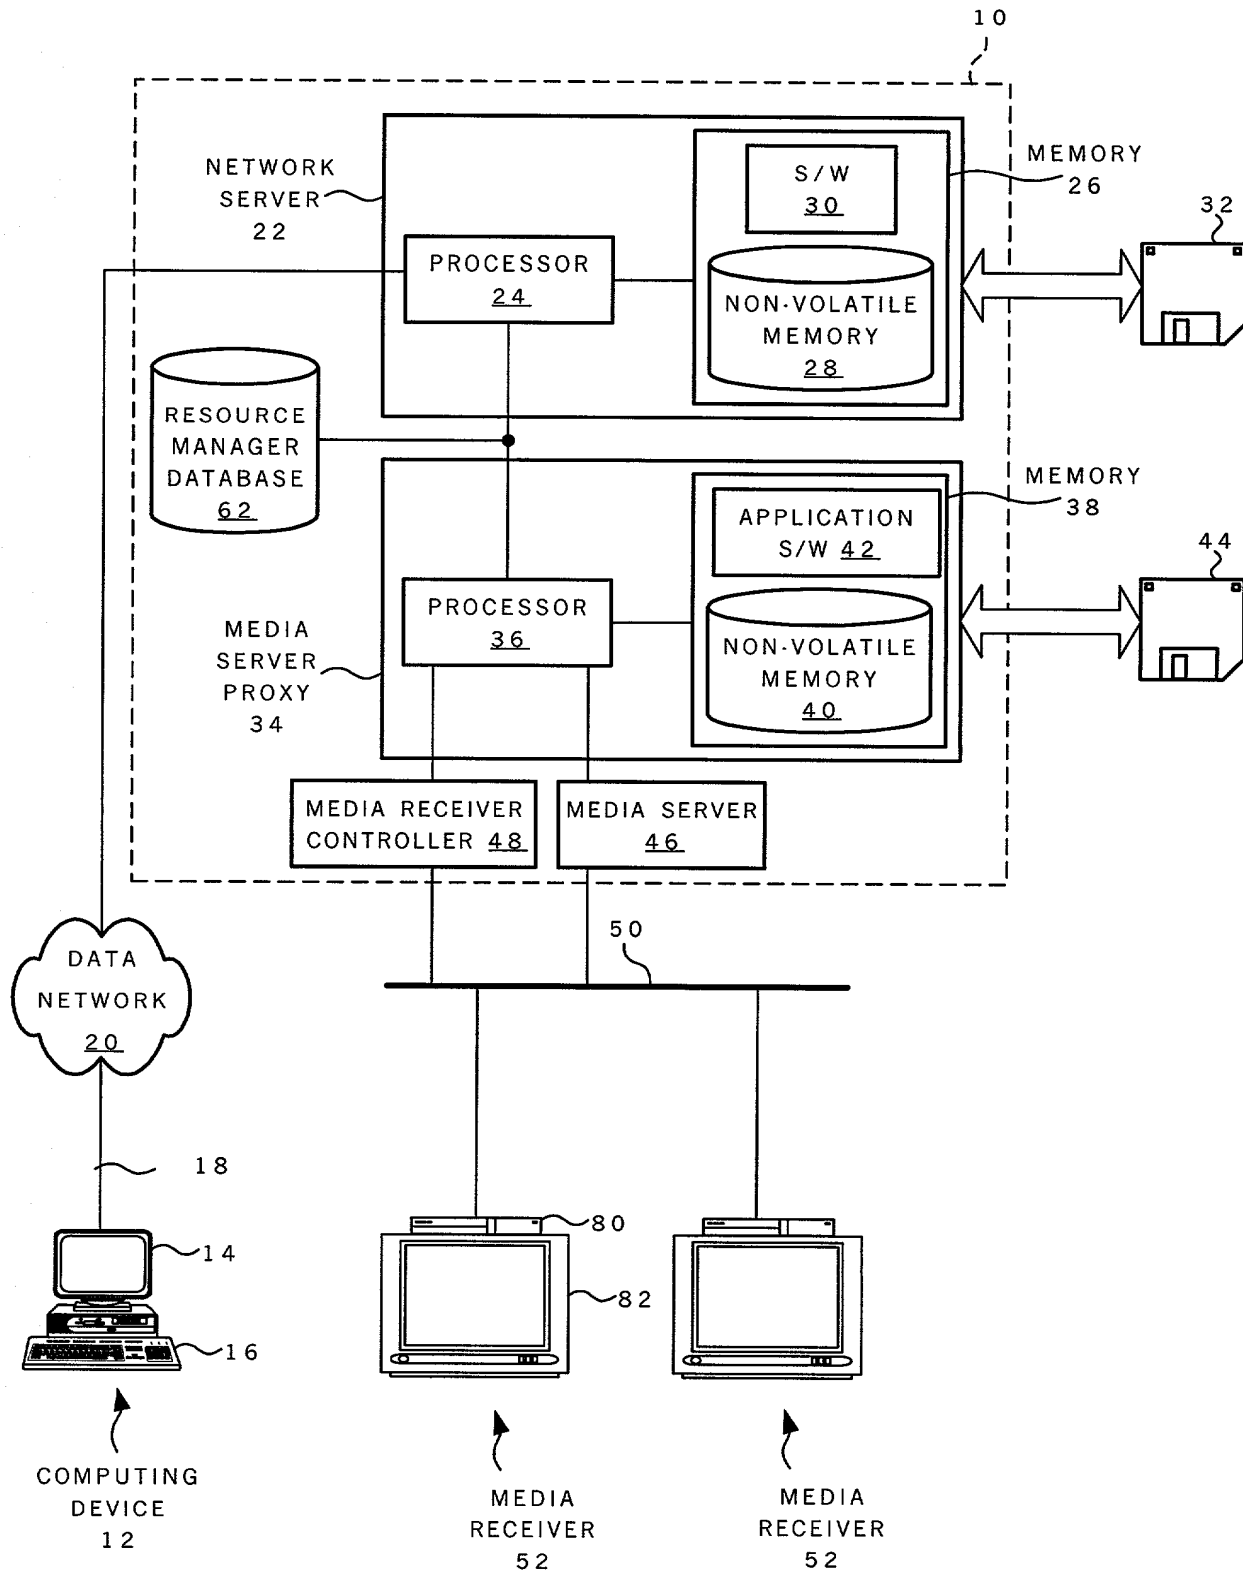 10
NETWORK
SERVER
22
MEMORY
26
S/W
30
32
PROCESSOR
24
NON-VOLATILE
MEMORY
28
RESOURCE
MANAGER
DATABASE
62
MEMORY
38
APPLICATION
S/W 42
44
PROCESSOR
36
MEDIA
SERVER
PROXY
34
NON-VOLATILE
MEMORY
40
MEDIA RECEIVER
CONTROLLER 48
MEDIA SERVER
46
50
DATA
NETWORK
20
18
14
16
80
82
COMPUTING
DEVICE
12
MEDIA
RECEIVER
52
MEDIA
RECEIVER
52